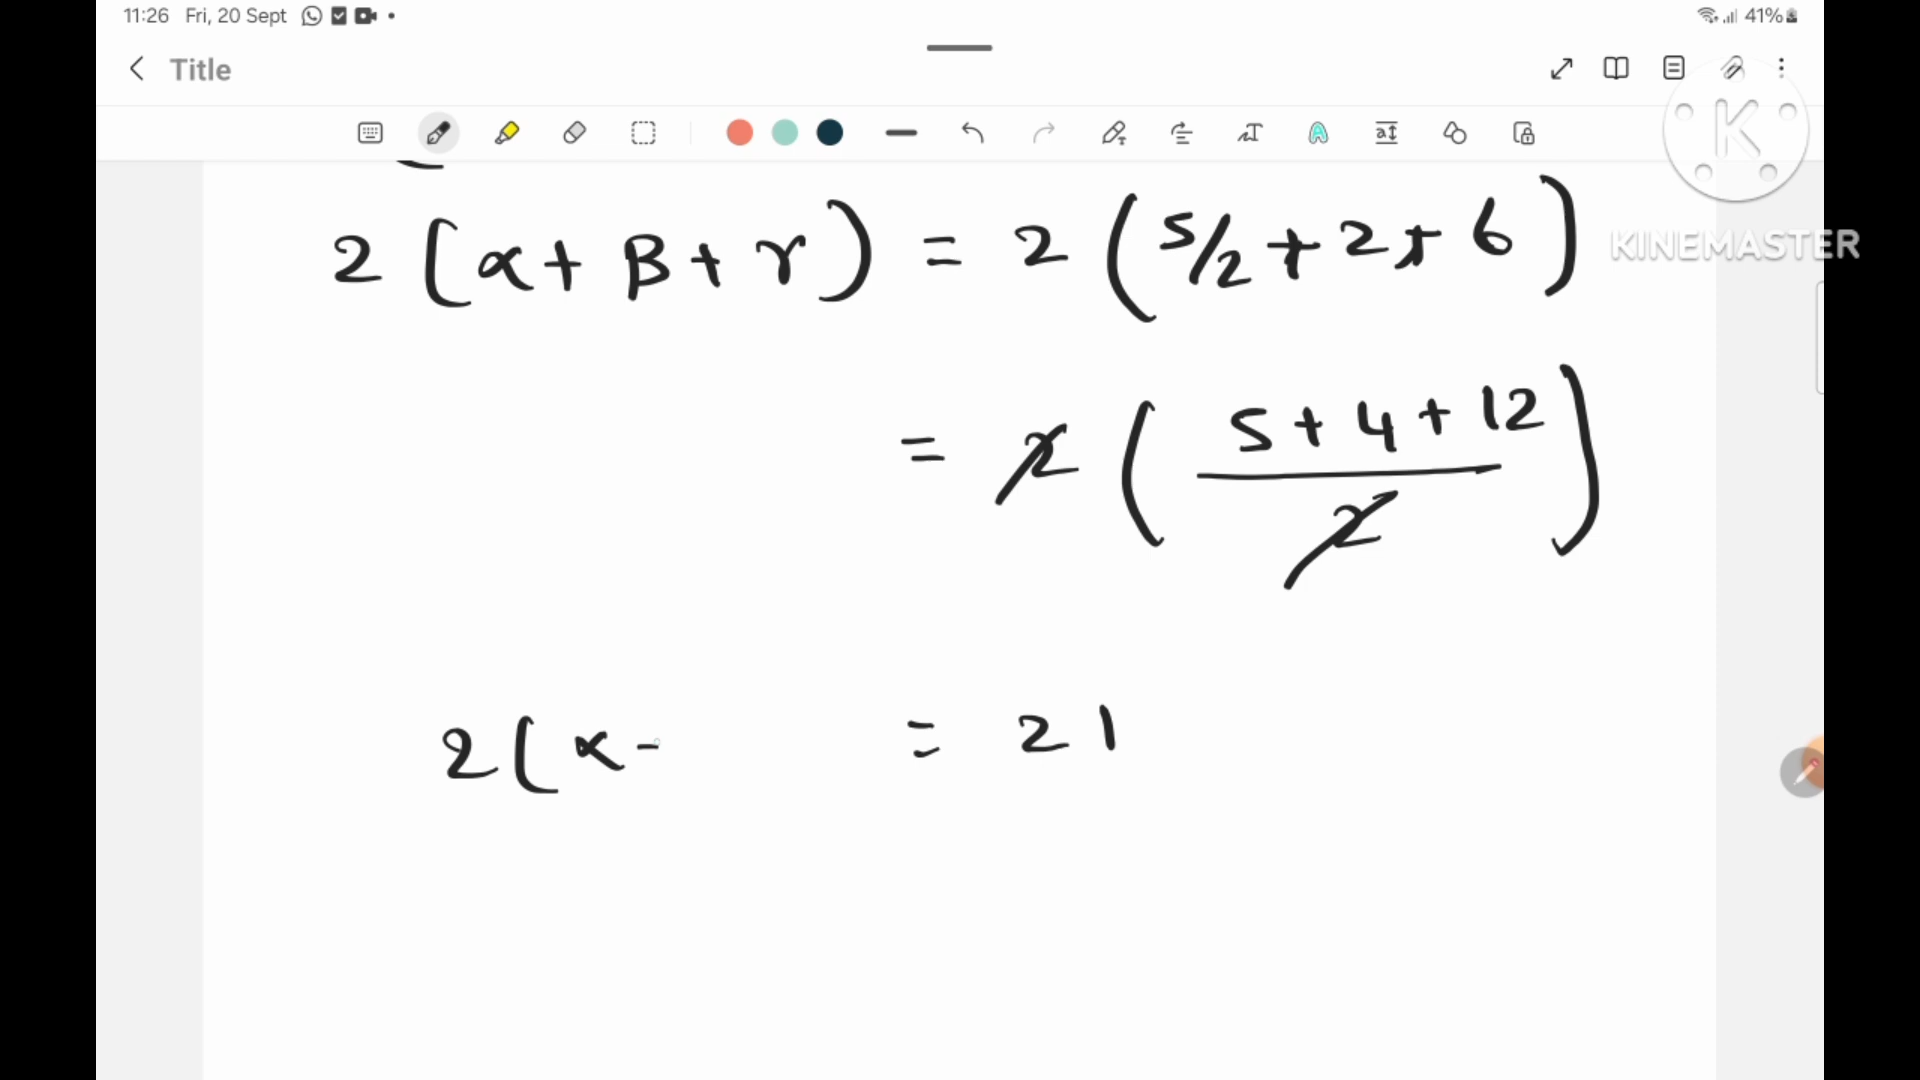 11:26 Fri, 20 Sept 41%
Title
K
KINEMASTER
2 (α + β + γ) = 2 (5/2 + 2 + 6)
= 2 (5 + 4 + 12 / 2)
2 (α - = 21